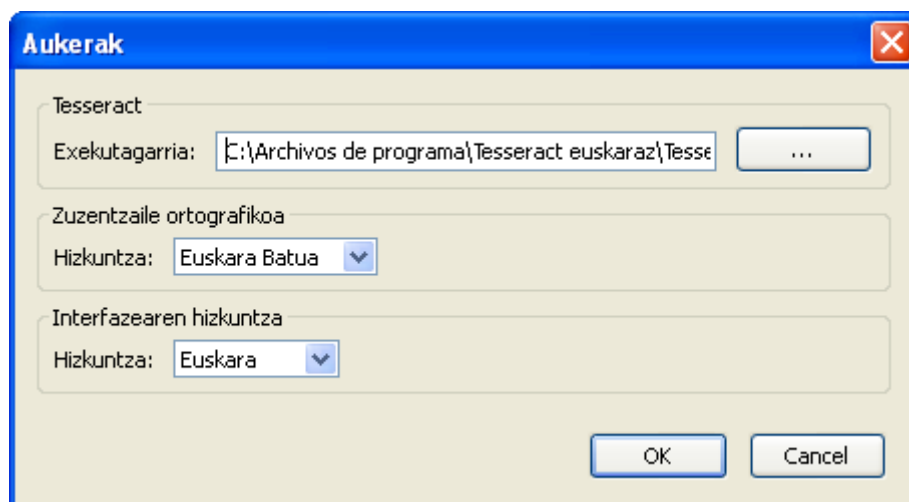 Aukerak
Tesseract
Exekutagarria: C:\Archivos de programa\Tesseract euskaraz\Tesse ...
Zuzentzaile ortografikoa
Hizkuntza: Euskara Batua
Interfazearen hizkuntza
Hizkuntza: Euskara
OK Cancel